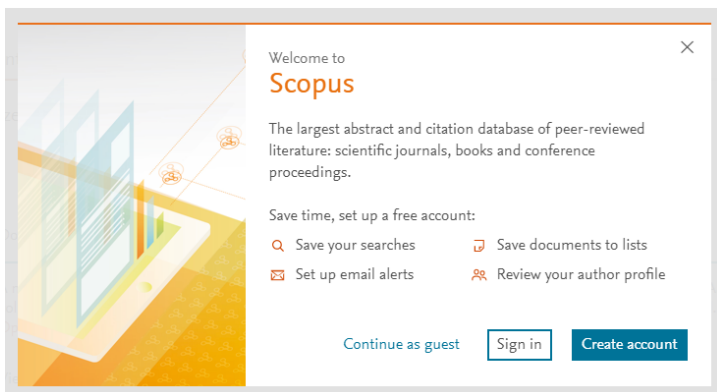 Welcome to
Scopus
The largest abstract and citation database of peer-reviewed
literature: scientific journals, books and conference
proceedings.
Save time, set up a free account:
Save your searches
Save documents to lists
Set up email alerts
Review your author profile
Continue as guest
Sign in
Create account